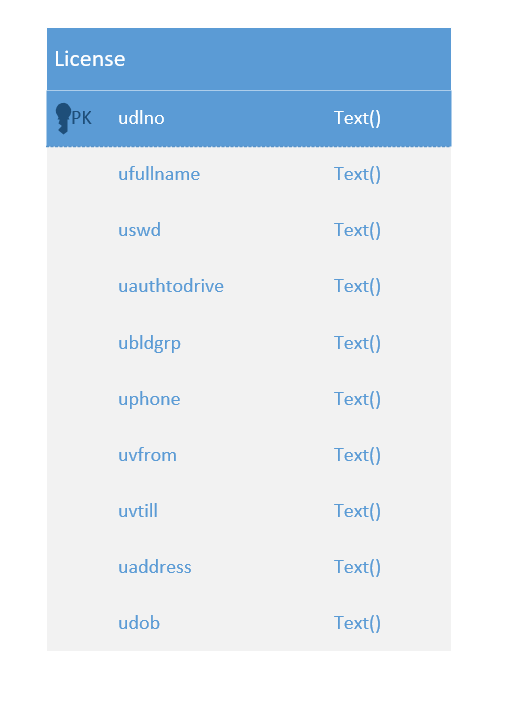 License
PK udlno Text()
ufullname Text()
uswd Text()
uauthtodrive Text()
ubldgrp Text()
uphone Text()
uvfrom Text()
uvtill Text()
uaddress Text()
udob Text()